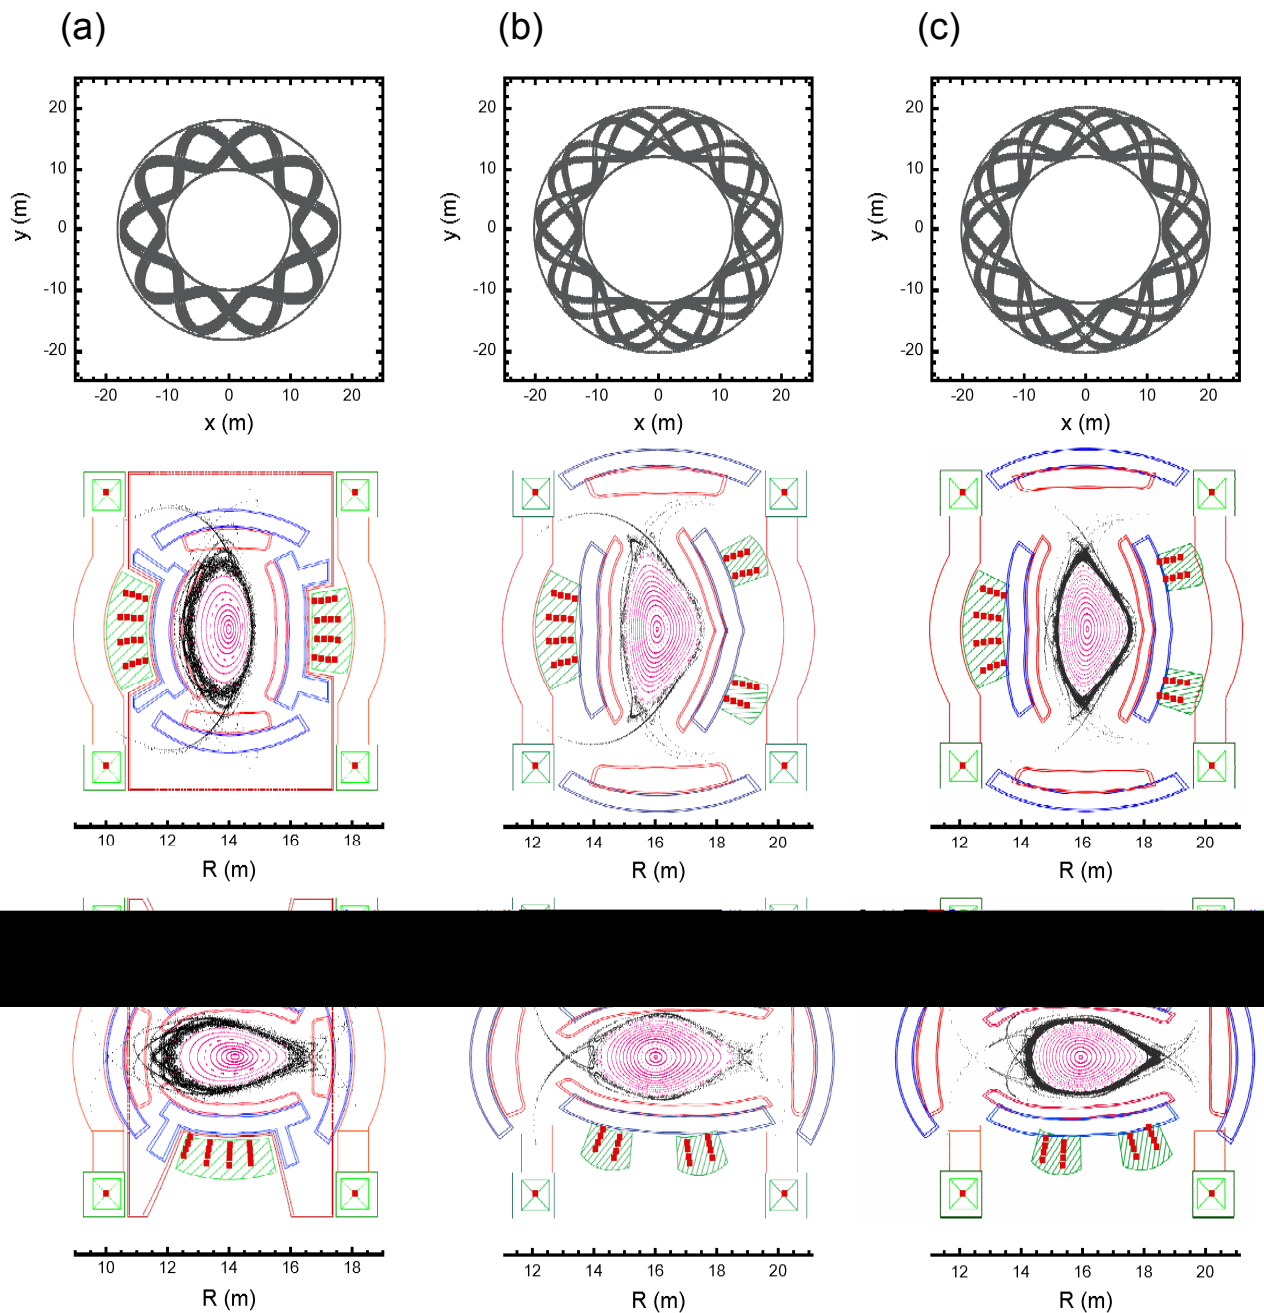 (a) (b) (c)
20 20 20
10 10 10
y (m) y (m) y (m)
0 0 0
-10 -10 -10
-20 -20 -20
-20 -10 0 10 20 -20 -10 0 10 20 -20 -10 0 10 20
x (m) x (m) x (m)
10 12 14 16 18 12 14 16 18 20 12 14 16 18 20
R (m) R (m) R (m)
10 12 14 16 18 12 14 16 18 20 12 14 16 18 20
R (m) R (m) R (m)